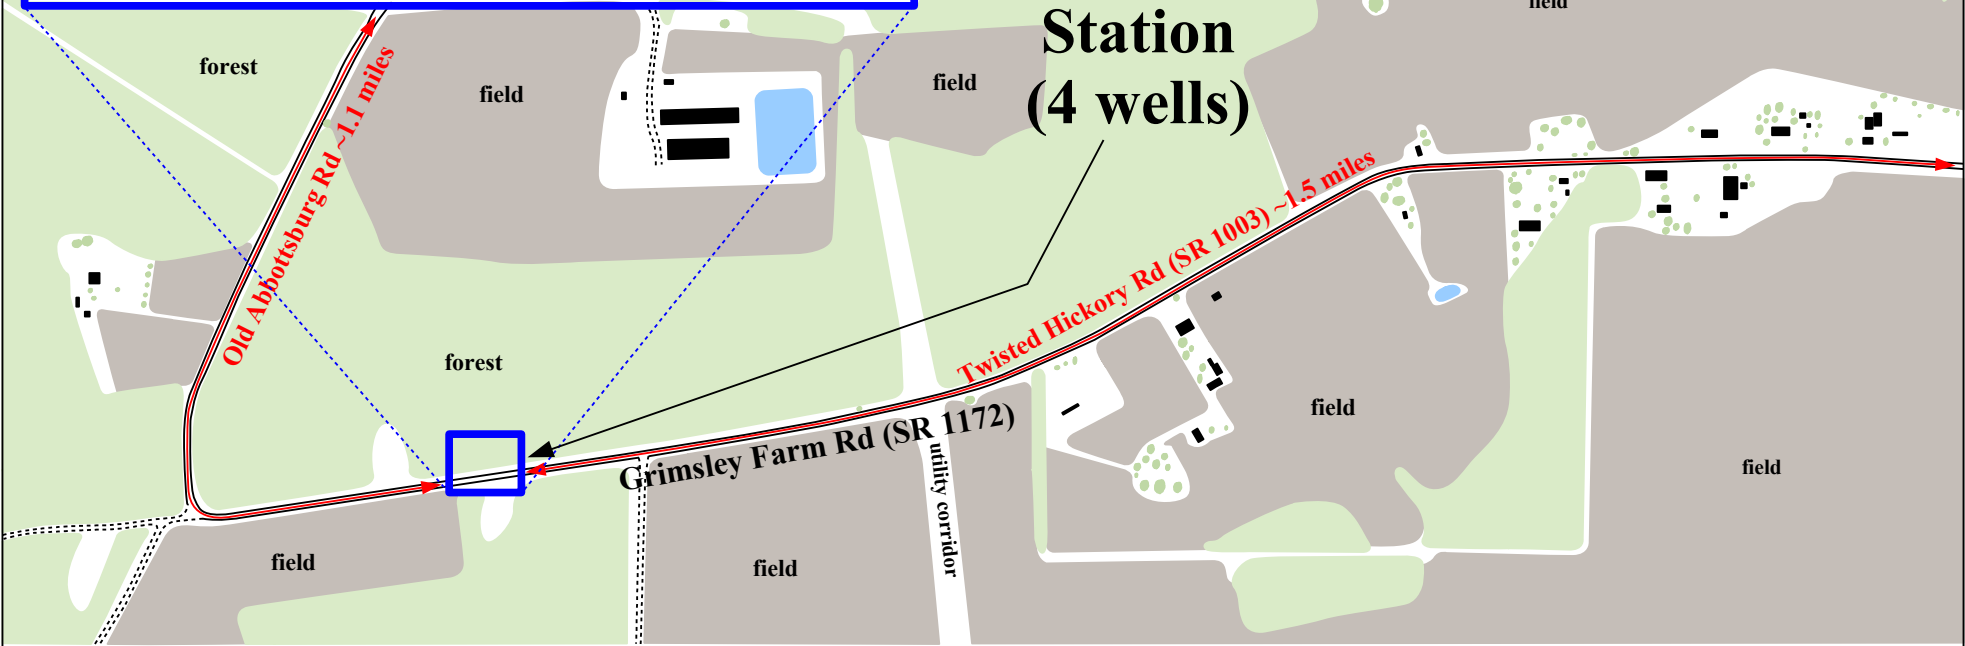 field
Station
(4 wells)
forest
field
field
Old Abbottsburg Rd ~1.1 miles
Twisted Hickory Rd (SR 1003) ~1.5 miles
forest
field
Grimsley Farm Rd (SR 1172)
utility corridor
field
field
field